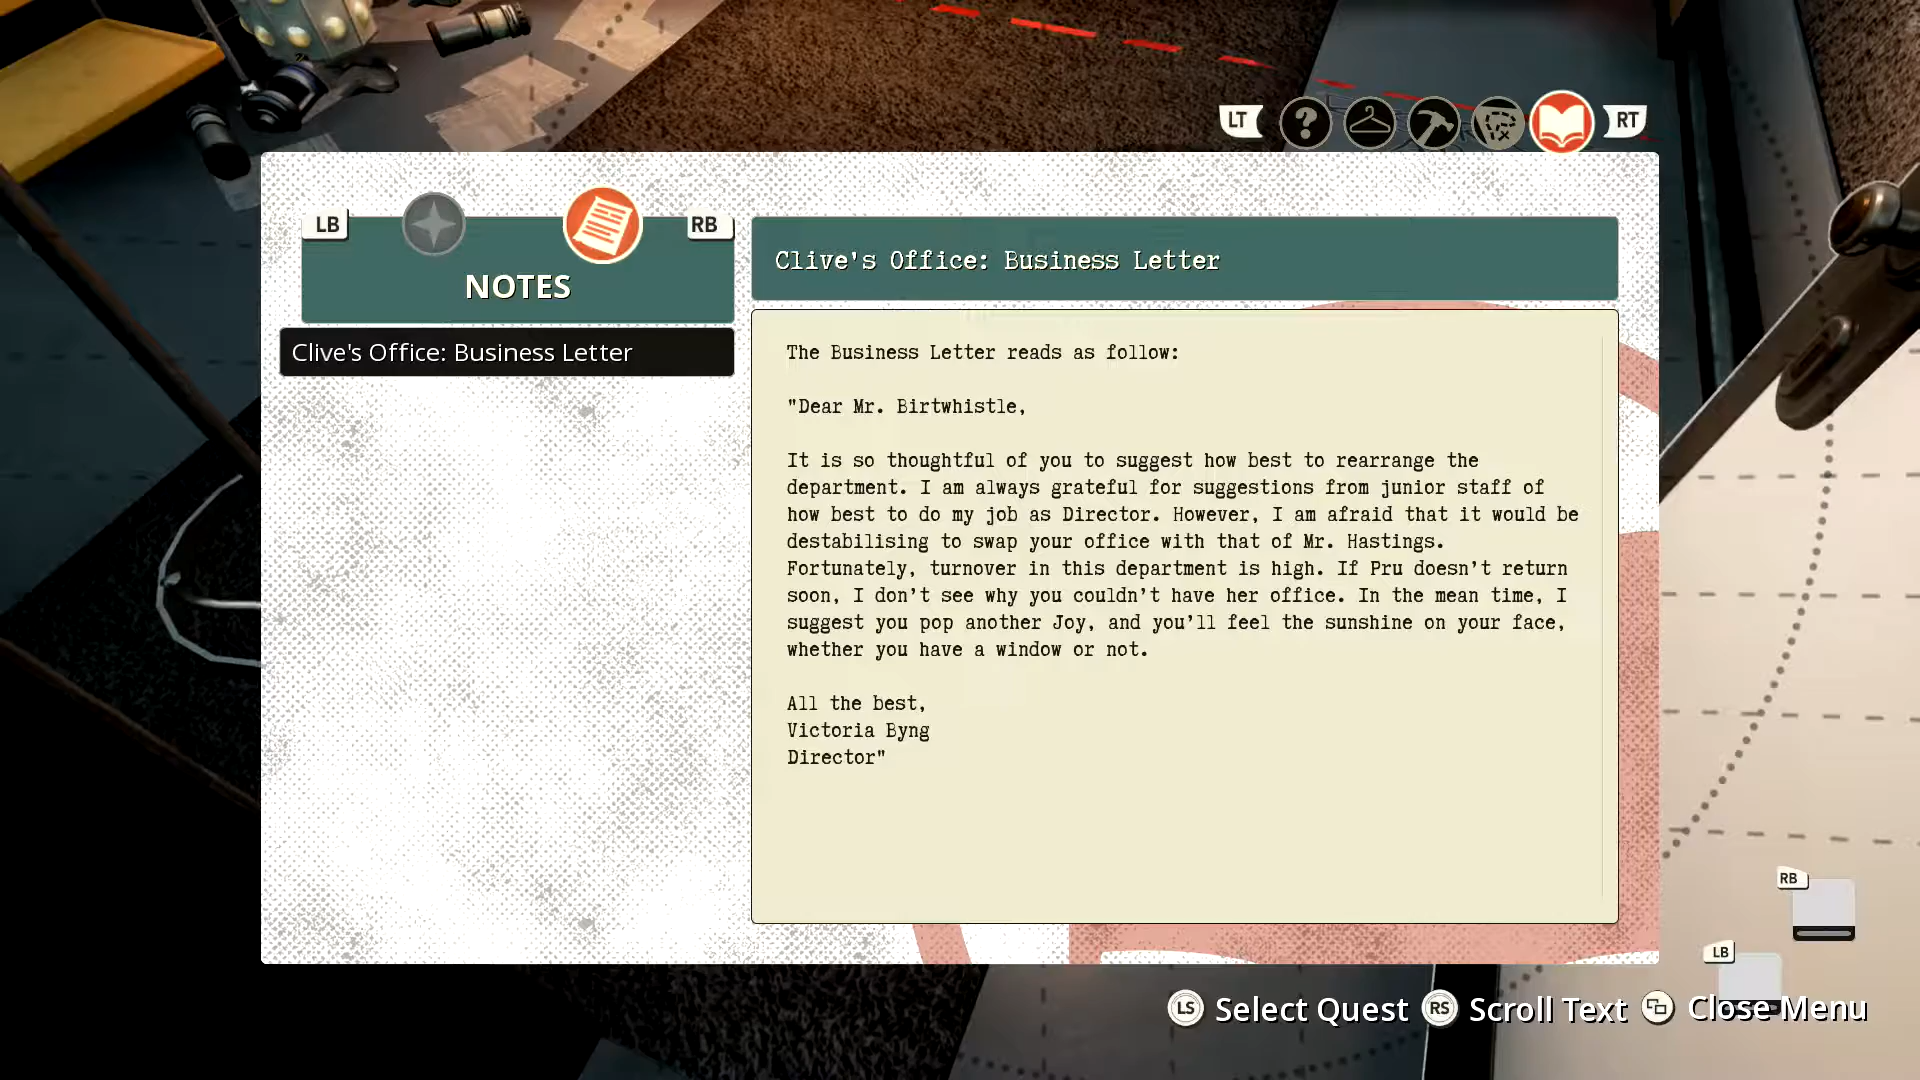 LT
?
RT
LB
RB
NOTES
Clive's Office: Business Letter
Clive's Office: Business Letter
The Business Letter reads as follow:
"Dear Mr. Birtwhistle,
It is so thoughtful of you to suggest how best to rearrange the
department. I am always grateful for suggestions from junior staff of
how best to do my job as Director. However, I am afraid that it would be
destabilising to swap your office with that of Mr. Hastings.
Fortunately, turnover in this department is high. If Pru doesn't return
soon, I don't see why you couldn't have her office. In the mean time, I
suggest you pop another Joy, and you'll feel the sunshine on your face,
whether you have a window or not.
All the best,
Victoria Byng
Director"
RB
LB
LS Select Quest RS Scroll Text Close Menu